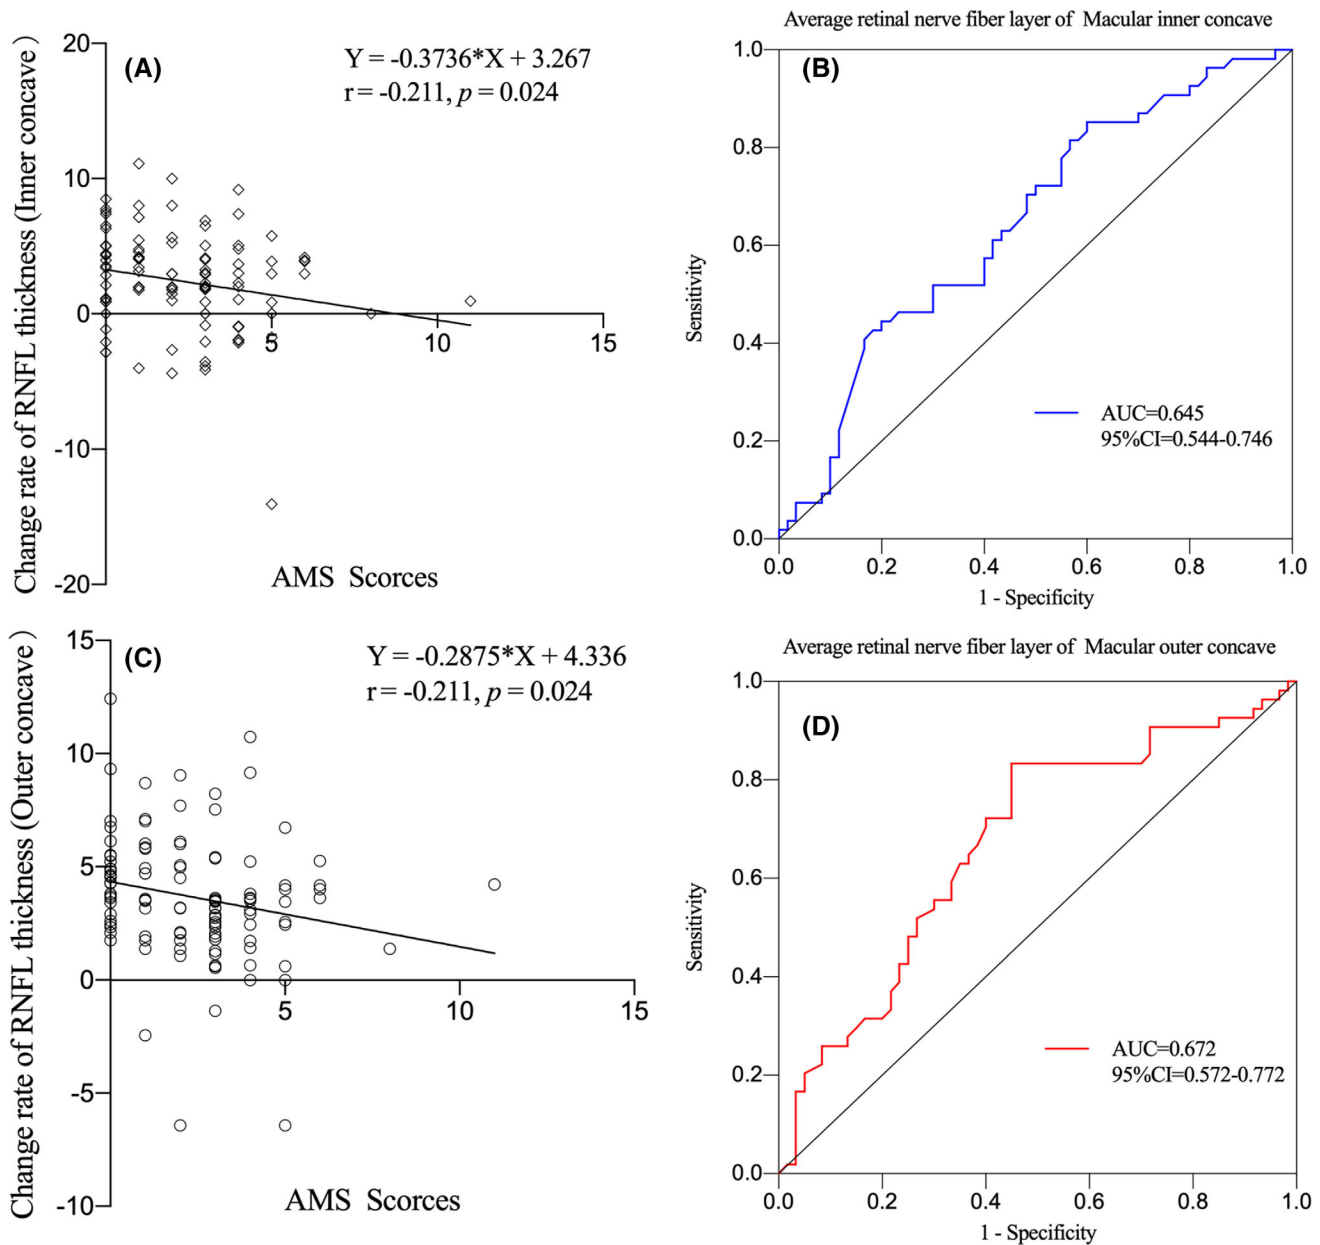 Change rate of RNFL thickness (Inner concave )
20
10
0
-10
-20
(A)
Y = -0.3736*X + 3.267
r = -0.211, p = 0.024
5
10
15
AMS Scorces
Average retinal nerve fiber layer of Macular inner concave
(B)
Sensitivity
1.0
0.8
0.6
0.4
0.2
0.0
AUC=0.645
95%CI=0.544-0.746
0.0
0.2
0.4
0.6
0.8
1.0
1 - Specificity
Change rate of RNFL thickness (Outer concave )
15
10
5
0
-5
-10
(C)
Y = -0.2875*X + 4.336
r = -0.211, p = 0.024
5
10
15
AMS Scorces
Average retinal nerve fiber layer of Macular outer concave
(D)
Sensitivity
1.0
0.8
0.6
0.4
0.2
0.0
AUC=0.672
95%CI=0.572-0.772
0.0
0.2
0.4
0.6
0.8
1.0
1 - Specificity